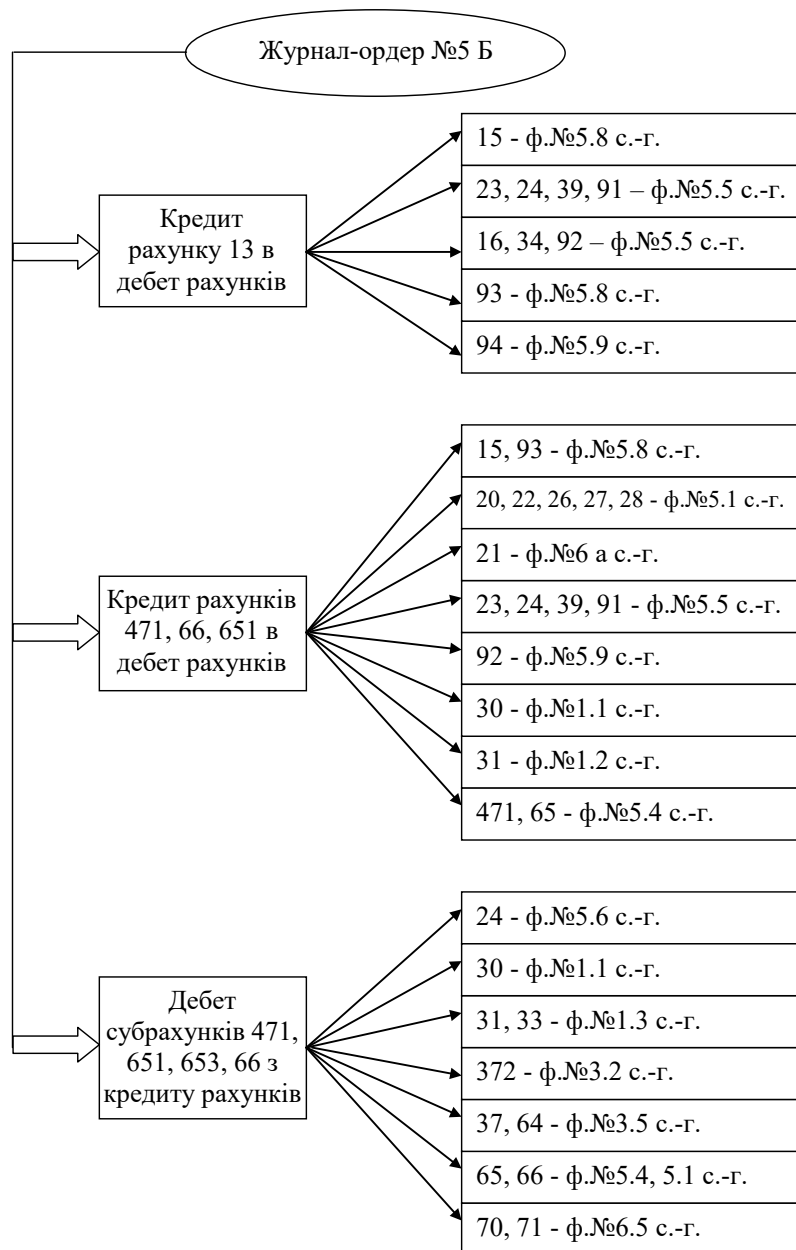 Журнал-ордер №5 Б
Кредит
рахунку 13 в
дебет рахунків
15 - ф.№5.8 с.-г.
23, 24, 39, 91 – ф.№5.5 с.-г.
16, 34, 92 – ф.№5.5 с.-г.
93 - ф.№5.8 с.-г.
94 - ф.№5.9 с.-г.
Кредит рахунків
471, 66, 651 в
дебет рахунків
15, 93 - ф.№5.8 с.-г.
20, 22, 26, 27, 28 - ф.№5.1 с.-г.
21 - ф.№6 а с.-г.
23, 24, 39, 91 - ф.№5.5 с.-г.
92 - ф.№5.9 с.-г.
30 - ф.№1.1 с.-г.
31 - ф.№1.2 с.-г.
471, 65 - ф.№5.4 с.-г.
Дебет
субрахунків 471,
651, 653, 66 з
кредиту рахунків
24 - ф.№5.6 с.-г.
30 - ф.№1.1 с.-г.
31, 33 - ф.№1.3 с.-г.
372 - ф.№3.2 с.-г.
37, 64 - ф.№3.5 с.-г.
65, 66 - ф.№5.4, 5.1 с.-г.
70, 71 - ф.№6.5 с.-г.